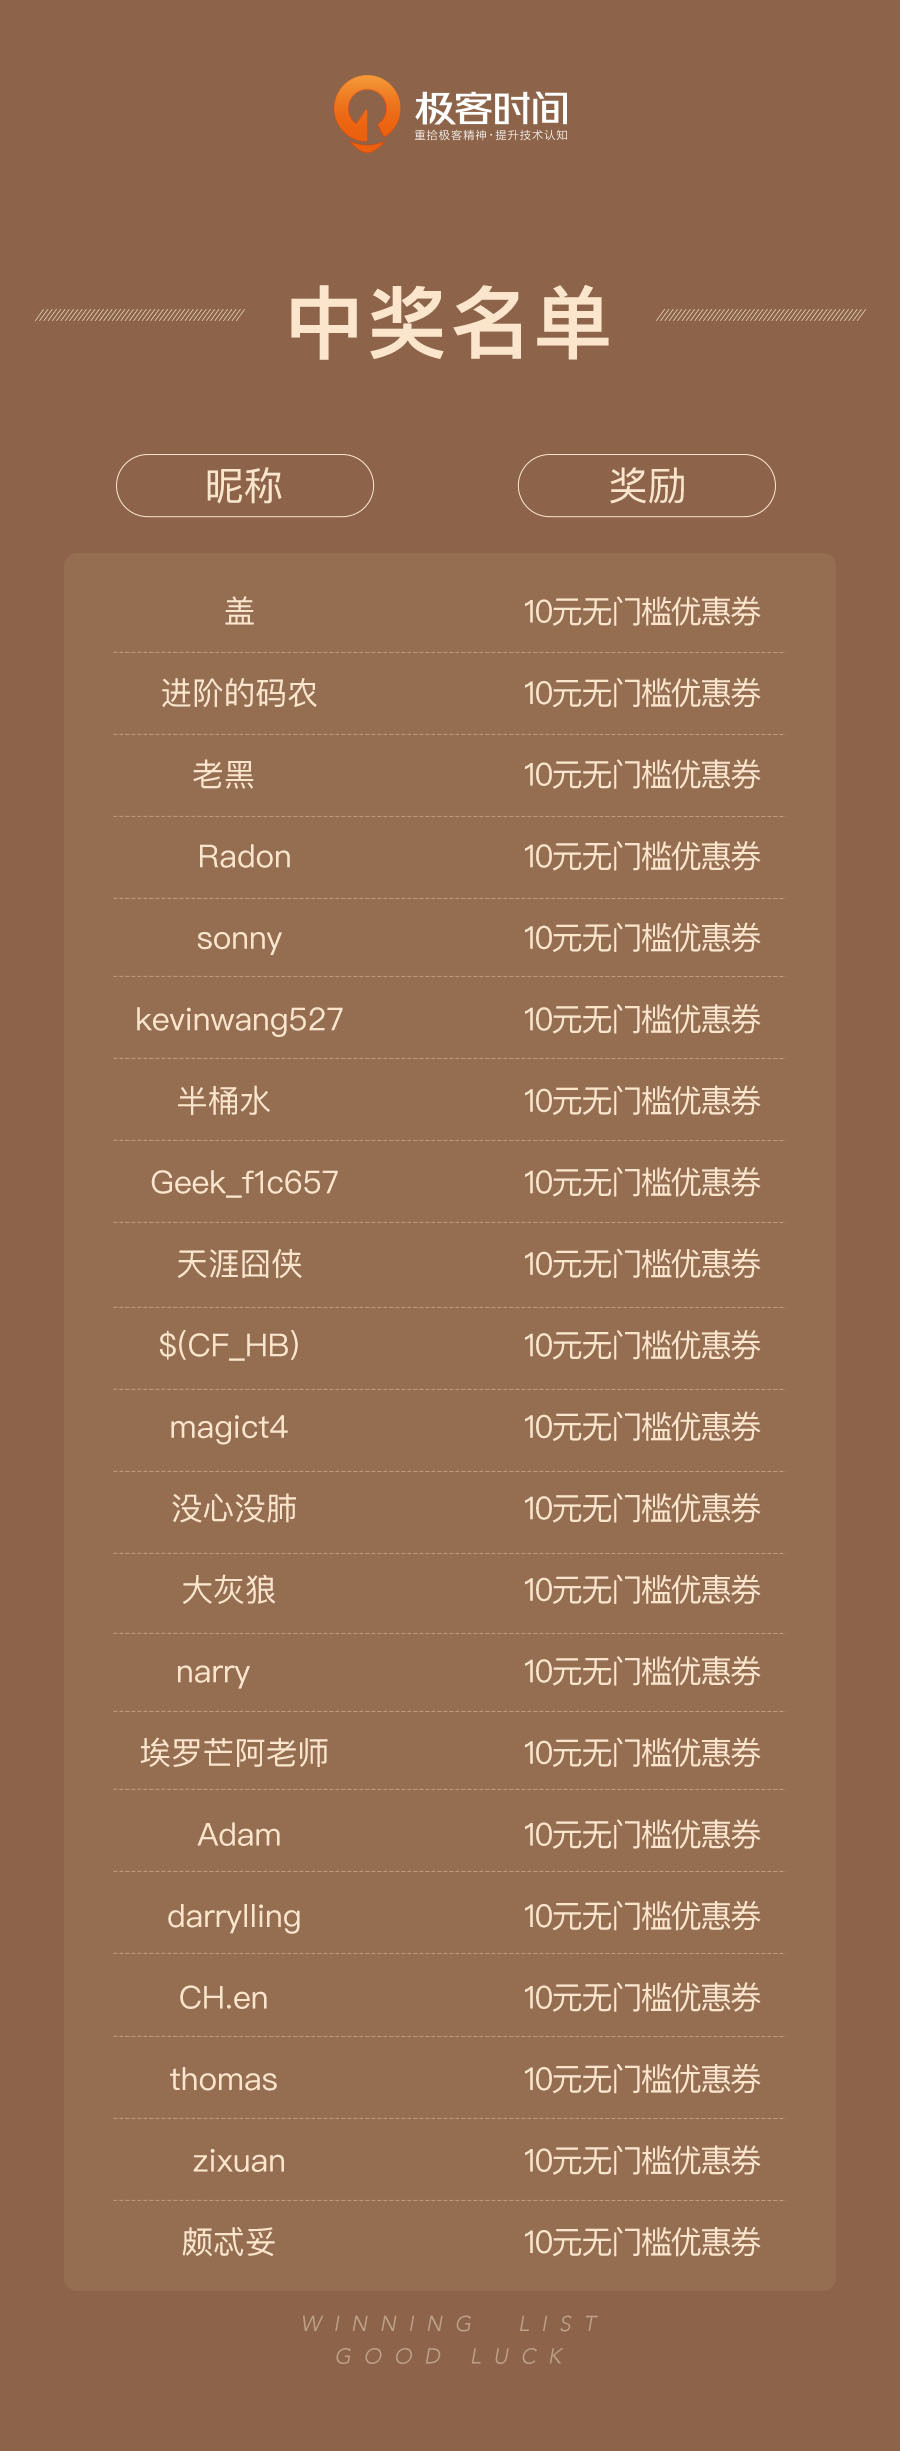 极客时间
重拾极客精神·提升技术认知
中奖名单
昵称 奖励
盖 10元无门槛优惠券
进阶的码农 10元无门槛优惠券
老黑 10元无门槛优惠券
Radon 10元无门槛优惠券
sonny 10元无门槛优惠券
kevinwang527 10元无门槛优惠券
半桶水 10元无门槛优惠券
Geek_f1c657 10元无门槛优惠券
天涯囧侠 10元无门槛优惠券
$(CF_HB) 10元无门槛优惠券
magict4 10元无门槛优惠券
没心没肺 10元无门槛优惠券
大灰狼 10元无门槛优惠券
narry 10元无门槛优惠券
埃罗芒阿老师 10元无门槛优惠券
Adam 10元无门槛优惠券
darrylling 10元无门槛优惠券
CH.en 10元无门槛优惠券
thomas 10元无门槛优惠券
zixuan 10元无门槛优惠券
颇忒妥 10元无门槛优惠券
WINNING LIST
GOOD LUCK